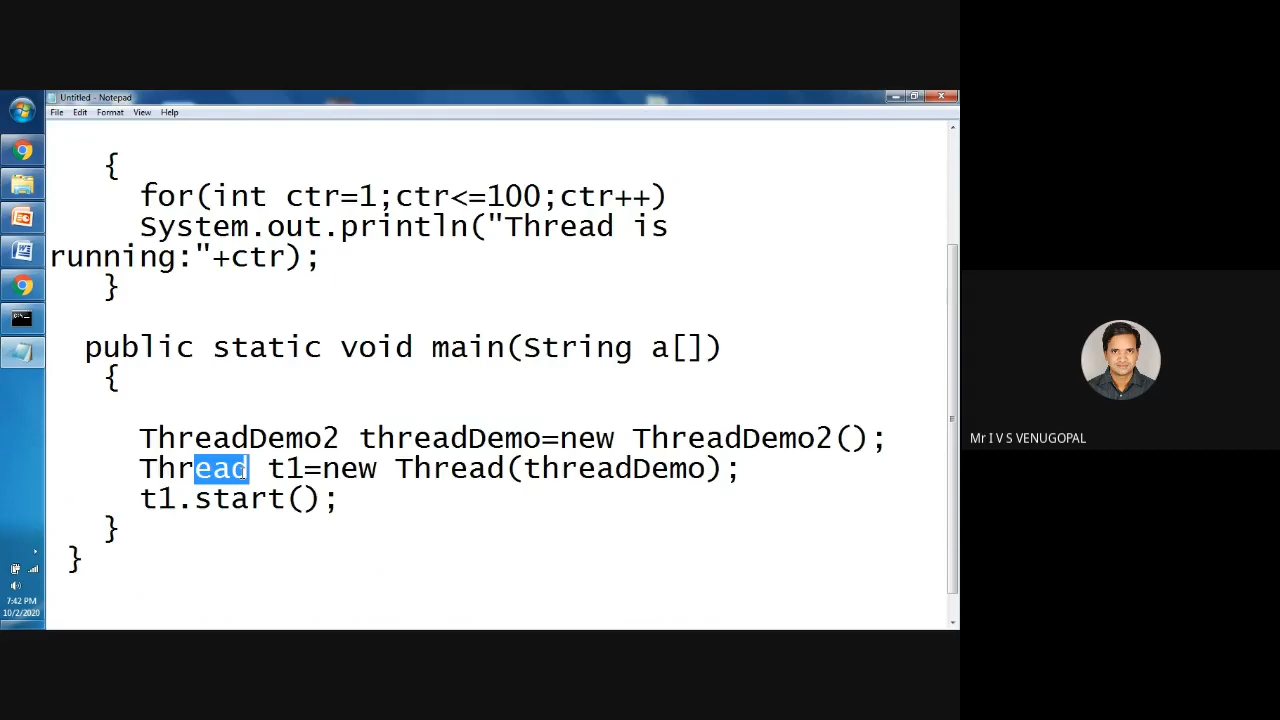 Untitled - Notepad
File Edit Format View Help
{
for(int ctr=1;ctr<=100;ctr++)
System.out.println("Thread is
running:"+ctr);
}
public static void main(String a[])
{
ThreadDemo2 threadDemo=new ThreadDemo2();
Thread t1=new Thread(threadDemo);
t1.start();
}
}
7:42 PM
10/2/2020
Mr I V S VENUGOPAL